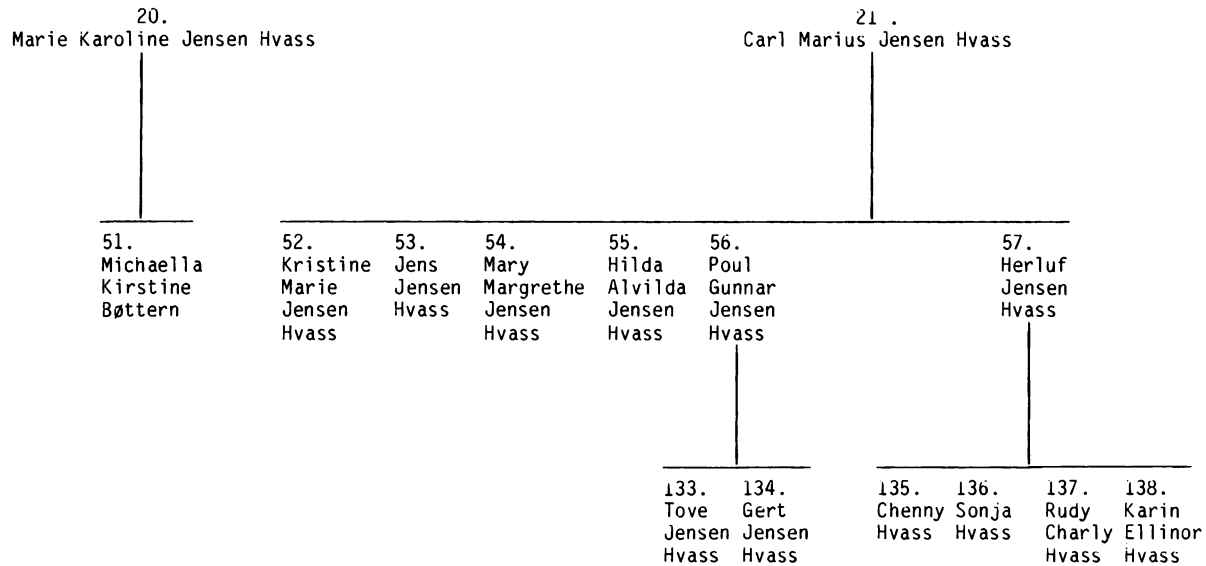 20.
Marie Karoline Jensen Hvass
21 .
Carl Marius Jensen Hvass
51.
Michaella
Kirstine
Bøttern
52.
Kristine
Marie
Jensen
Hvass
53.
Jens
Jensen
Hvass
54.
Mary
Margrethe
Jensen
Hvass
55.
Hilda
Alvilda
Jensen
Hvass
56.
Poul
Gunnar
Jensen
Hvass
57.
Herluf
Jensen
Hvass
133.
Tove
Jensen
Hvass
134.
Gert
Jensen
Hvass
135.
Chenny
Hvass
136.
Sonja
Hvass
137.
Rudy
Charly
Hvass
138.
Karin
Ellinor
Hvass